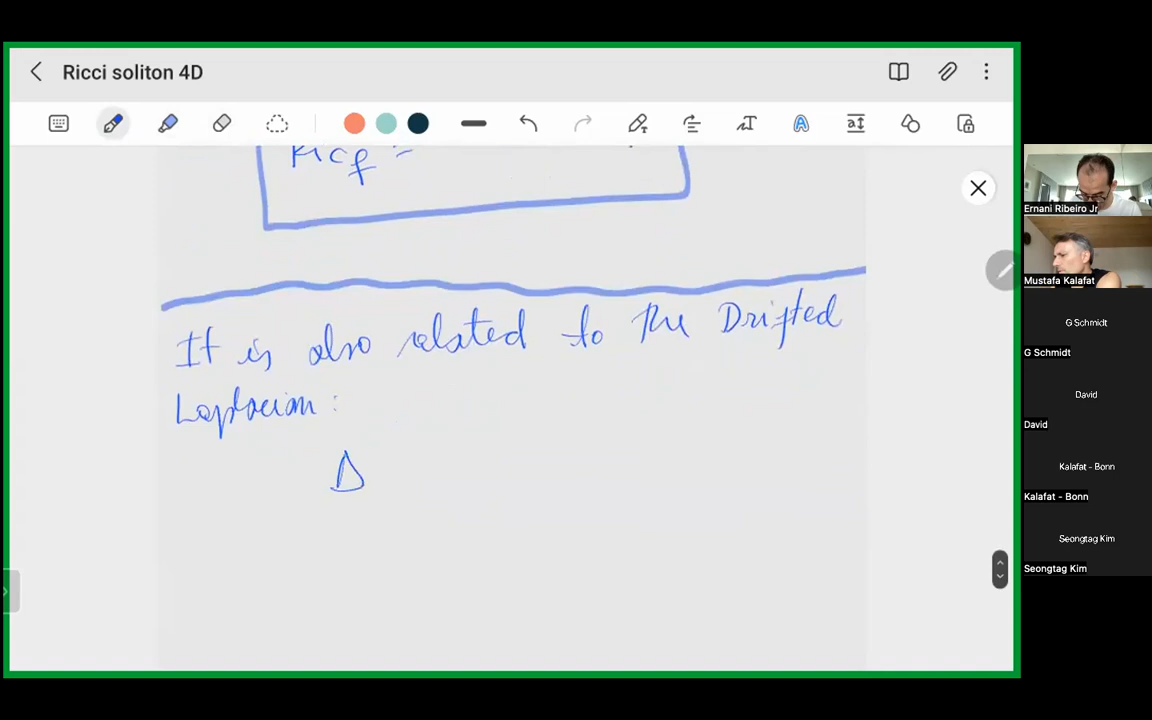 Ricci soliton 4D
Ric_f =
It is also related to the Drifted
Laplacian :
Δ
Ernani Ribeiro Jr
Mustafa Kalafat
G Schmidt
G Schmidt
David
David
Kalafat - Bonn
Kalafat - Bonn
Seongtag Kim
Seongtag Kim